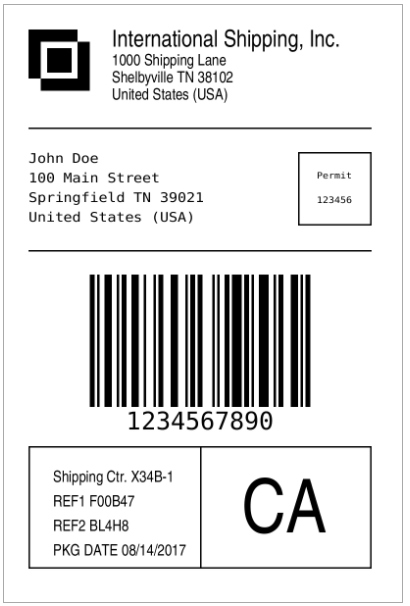 International Shipping, Inc.
1000 Shipping Lane
Shelbyville TN 38102
United States (USA)
John Doe
100 Main Street
Springfield TN 39021
United States (USA)
Permit
123456
1234567890
Shipping Ctr. X34B-1
REF1 F00B47
REF2 BL4H8
PKG DATE 08/14/2017
CA